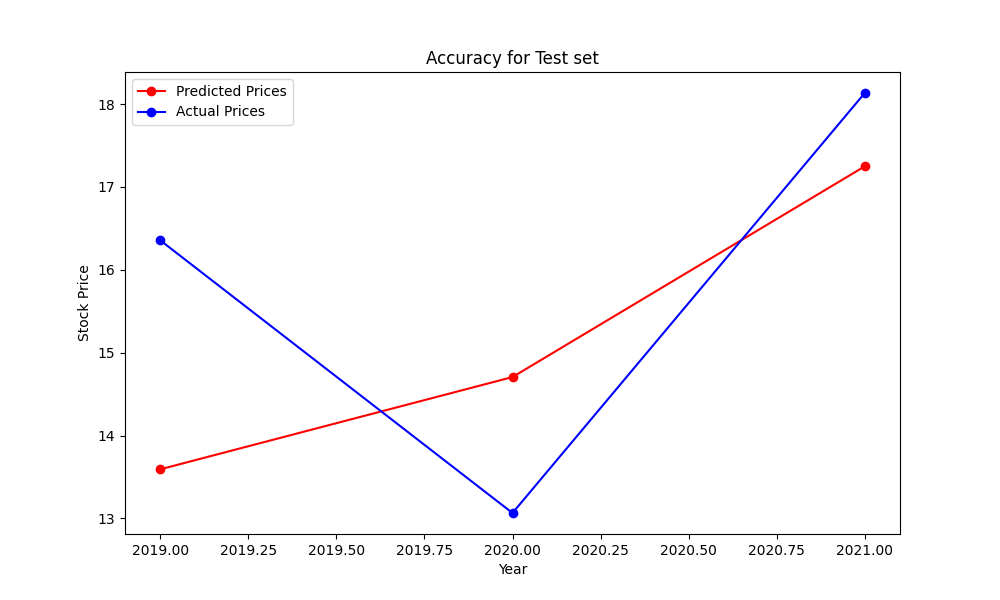 Accuracy for Test set
Predicted Prices
Actual Prices
18
17
16
15
14
13
Stock Price
2019.00 2019.25 2019.50 2019.75 2020.00 2020.25 2020.50 2020.75 2021.00
Year